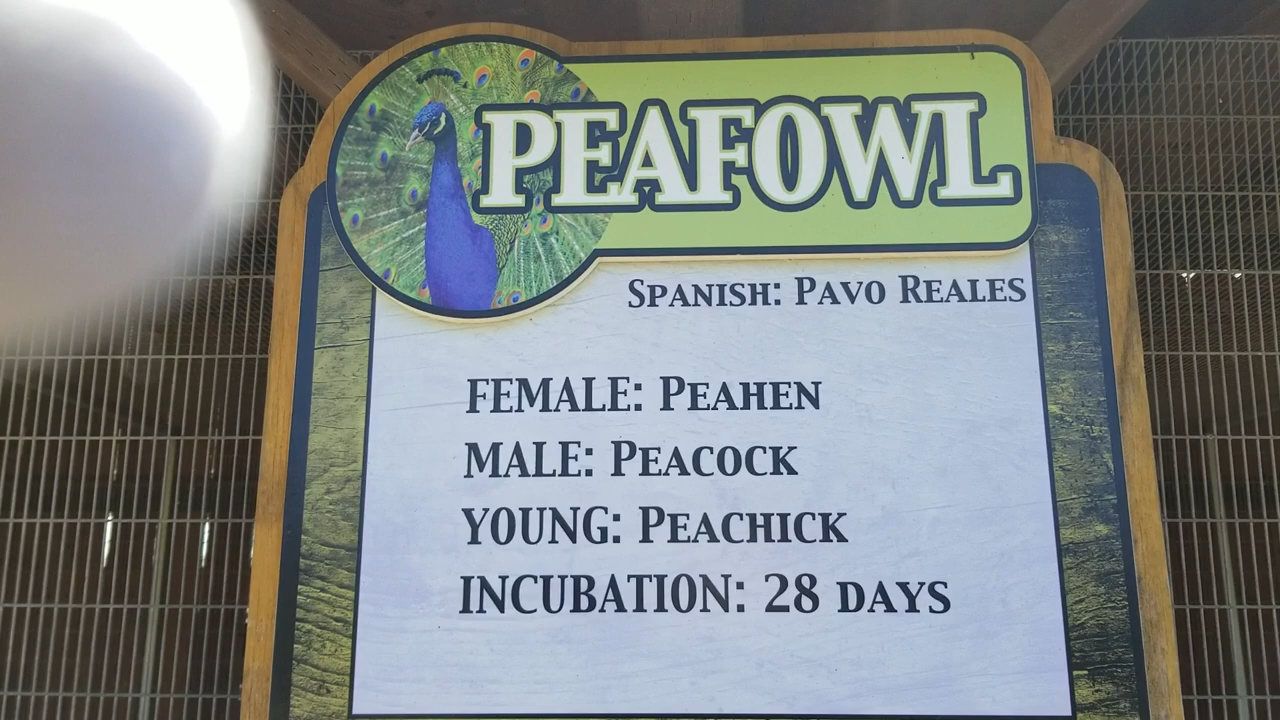 PEAFOWL
Spanish: Pavo Reales
FEMALE: Peahen
MALE: Peacock
YOUNG: Peachick
INCUBATION: 28 days